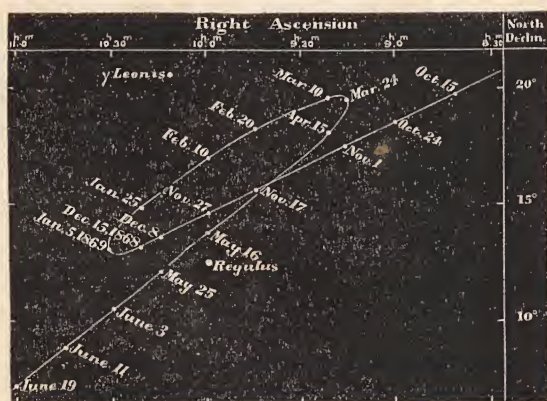 Right Ascension
North
Declin.
h m
h m
h m
h m
h m
h m
11.0
10.30
10.0
9.30
9.0
8.30
γ Leonis
Mar. 10
Mar. 24
Oct. 15
20°
Feb. 20
Apr. 15
Oct. 24
Feb. 10
Nov. 1
Jan. 25
Nov. 27
Nov. 17
15°
Dec. 8
Dec. 15, 1868
Jan. 5, 1869
May. 16
Regulus
May 25
June 3
10°
June 11
June 19